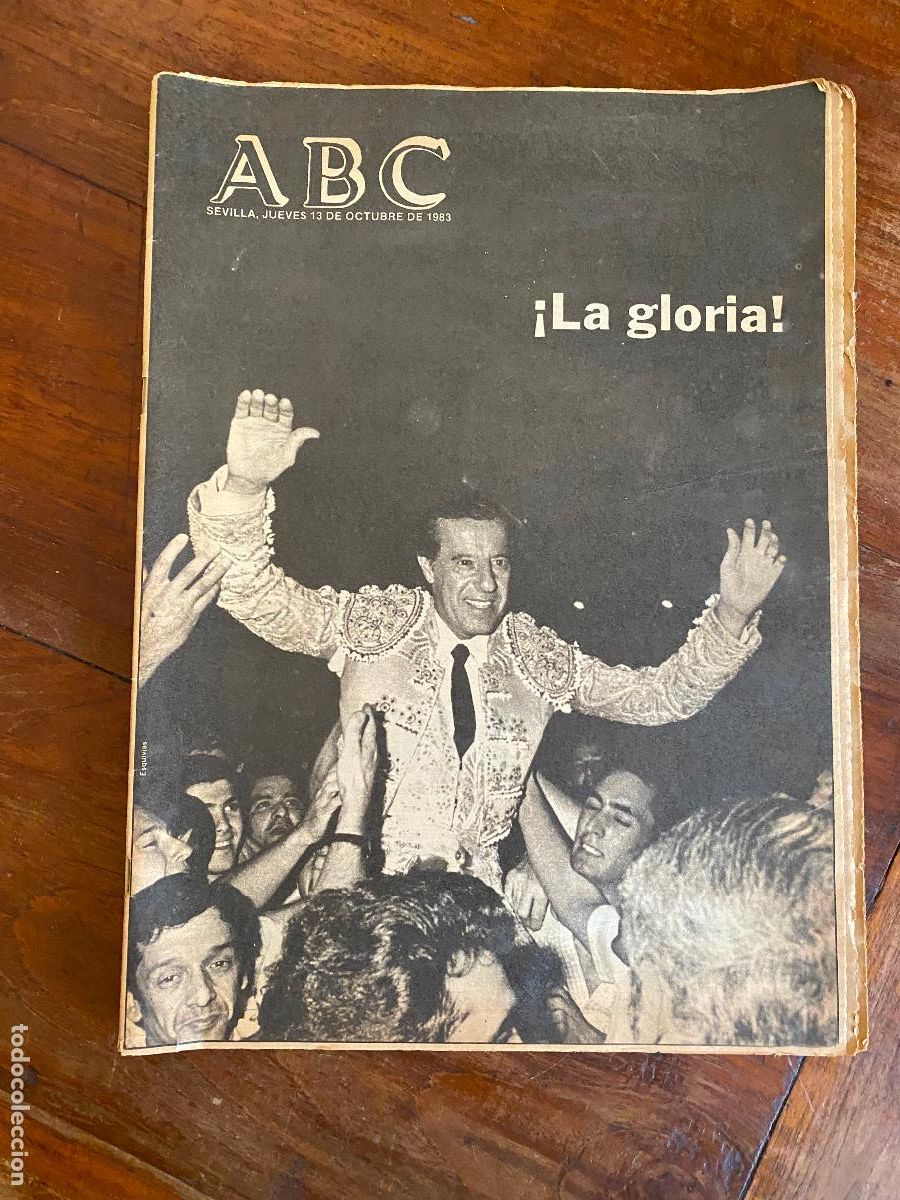 ABC
SEVILLA, JUEVES 13 DE OCTUBRE DE 1983
¡La gloria!
Esquivias
todocoleccion